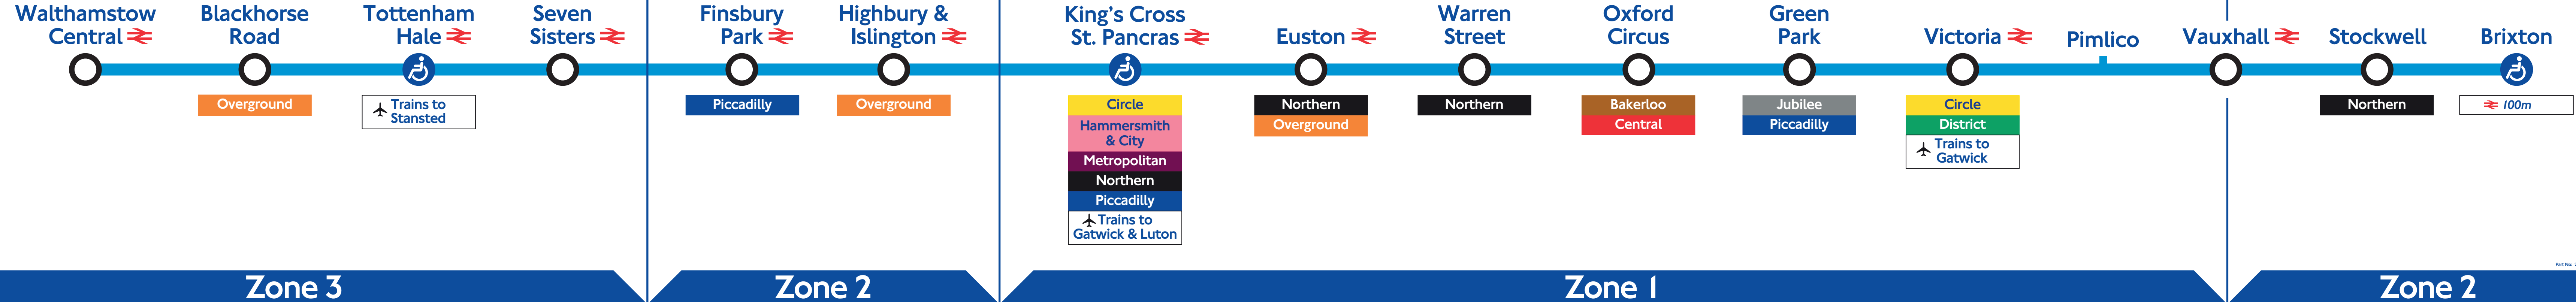 Walthamstow
Central
Blackhorse
Road
Tottenham
Hale
Seven
Sisters
Finsbury
Park
Highbury &
Islington
King's Cross
St. Pancras
Euston
Warren
Street
Oxford
Circus
Green
Park
Victoria
Pimlico
Vauxhall
Stockwell
Brixton
Overground
Trains to
Stansted
Piccadilly
Overground
Circle
Hammersmith
& City
Metropolitan
Northern
Piccadilly
Trains to
Gatwick & Luton
Northern
Overground
Northern
Bakerloo
Central
Jubilee
Piccadilly
Circle
District
Trains to
Gatwick
Northern
100m
Part No:
Zone 3
Zone 2
Zone 1
Zone 2